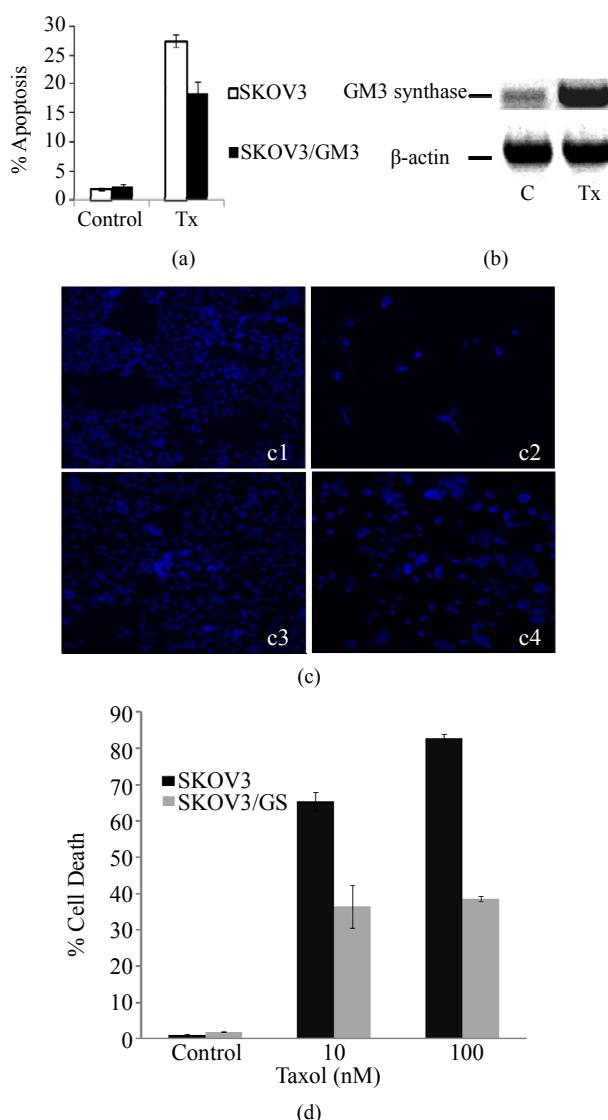 30
25
20
15
10
5
0
% Apoptosis
Control
Tx
SKOV3
SKOV3/GM3
(a)
GM3 synthase
β-actin
C Tx
(b)
c1
c2
c3
c4
(c)
90
80
70
60
50
40
30
20
10
0
% Cell Death
SKOV3
SKOV3/GS
Control
10
100
Taxol (nM)
(d)